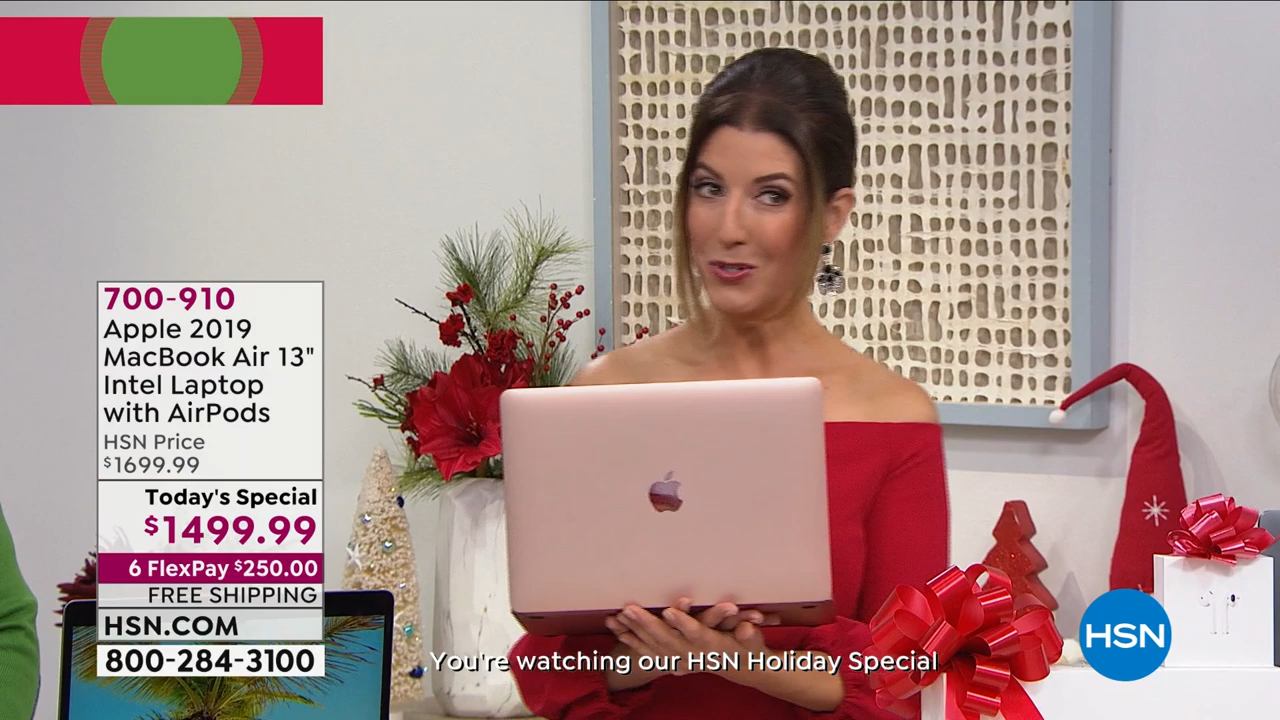 700-910
Apple 2019
MacBook Air 13"
Intel Laptop
with AirPods
HSN Price
$1699.99
Today's Special
$1499.99
6 FlexPay $250.00
FREE SHIPPING
HSN.COM
800-284-3100
You're watching our HSN Holiday Special
HSN